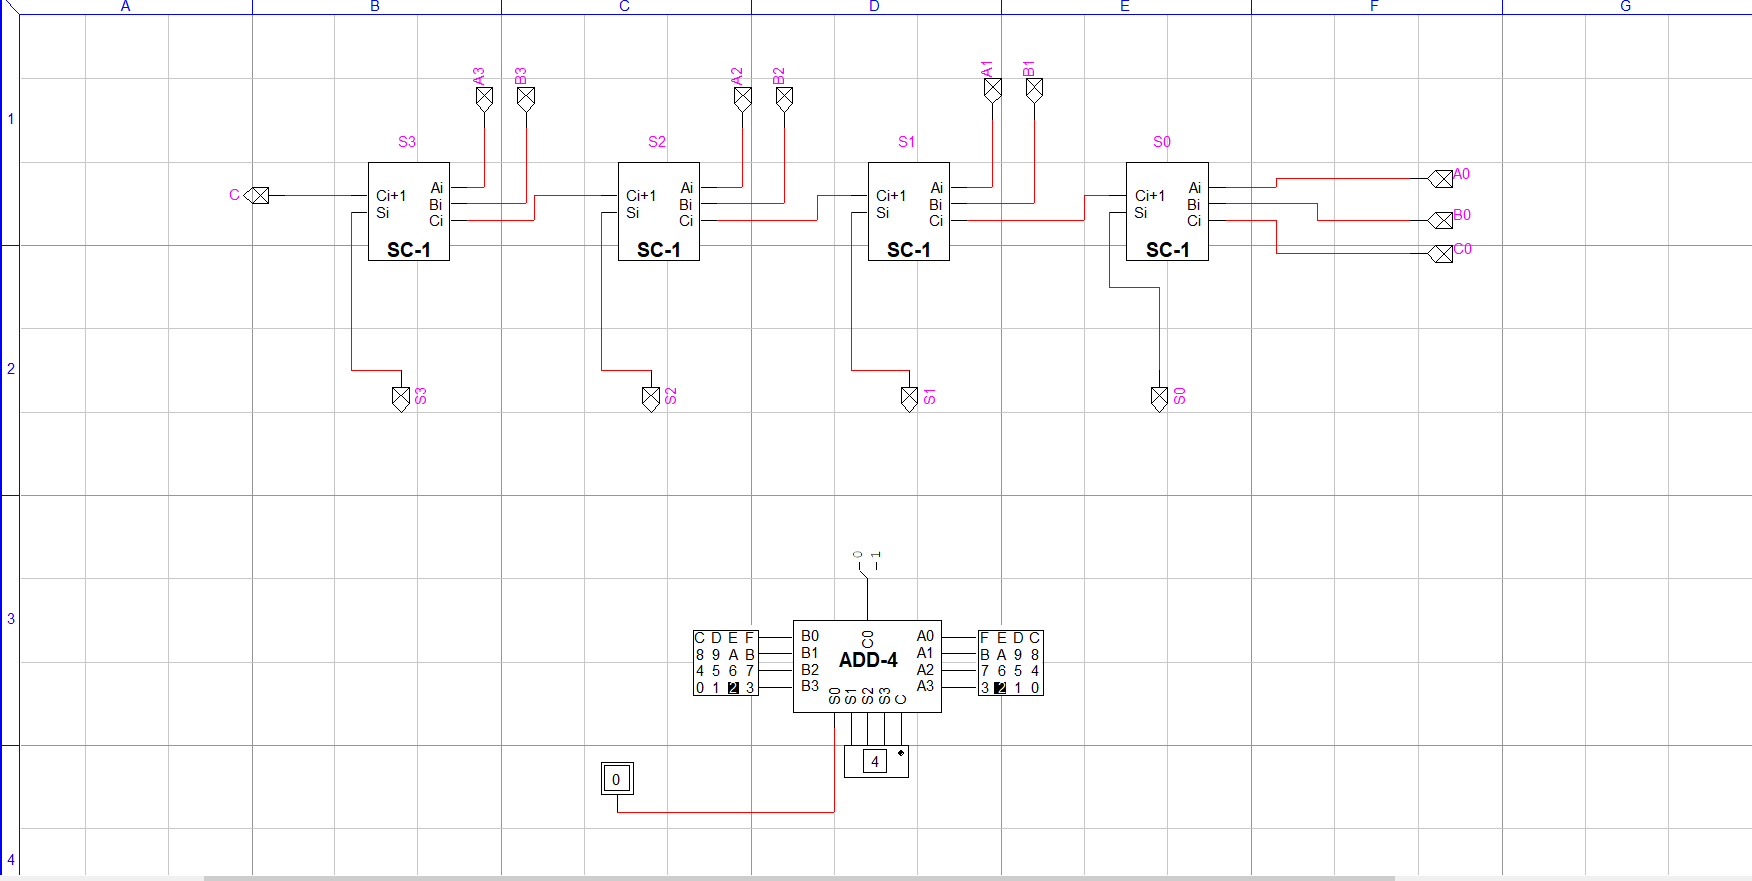 A B C D E F G
1
A3 B3 A2 B2 A1 B1
S3 S2 S1 S0
C Ci+1 Ai Ci+1 Ai Ci+1 Ai Ci+1 Ai A0
Si Bi Si Bi Si Bi Si Bi B0
Ci Ci Ci Ci C0
SC-1 SC-1 SC-1 SC-1
2
S3 S2 S1 S0
0 1
3
C D E F B0 C0 A0 F E D C
8 9 A B B1 ADD-4 A1 B A 9 8
4 5 6 7 B2 A2 7 6 5 4
0 1 2 3 B3 A3 3 2 1 0
S0 S1 S2 S3 C
4
0
4